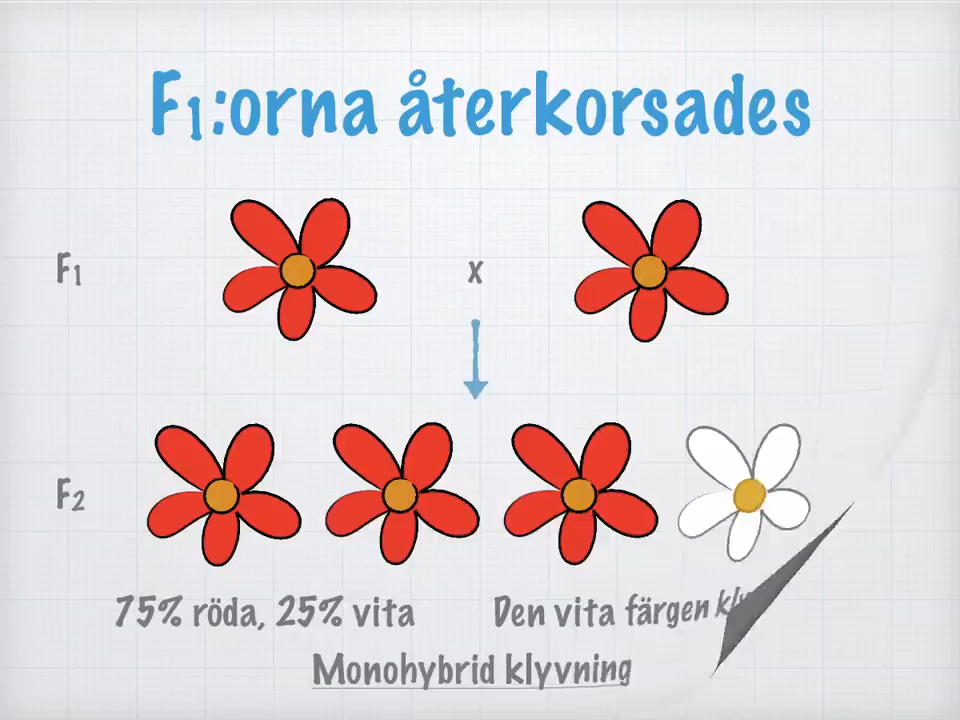 F1:orna återkorsades
F1 x
F2
75% röda, 25% vita
Den vita färgen
Monohybrid klyvning